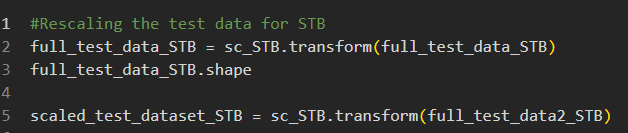 1 #Rescaling the test data for STB
2 full_test_data_STB = sc_STB.transform(full_test_data_STB)
3 full_test_data_STB.shape
4
5 scaled_test_dataset_STB = sc_STB.transform(full_test_data2_STB)